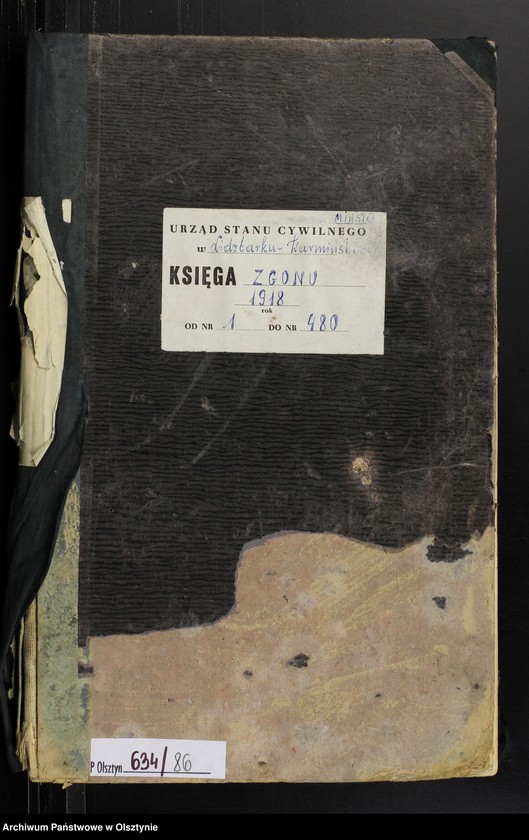 MIASTO
URZĄD STANU CYWILNEGO
w Lidzbarku-Warmiński
KSIĘGA ZGONU
1918
rok
OD NR 1 DO NR 480
P Olsztyn 634/86
Archiwum Państwowe w Olsztynie